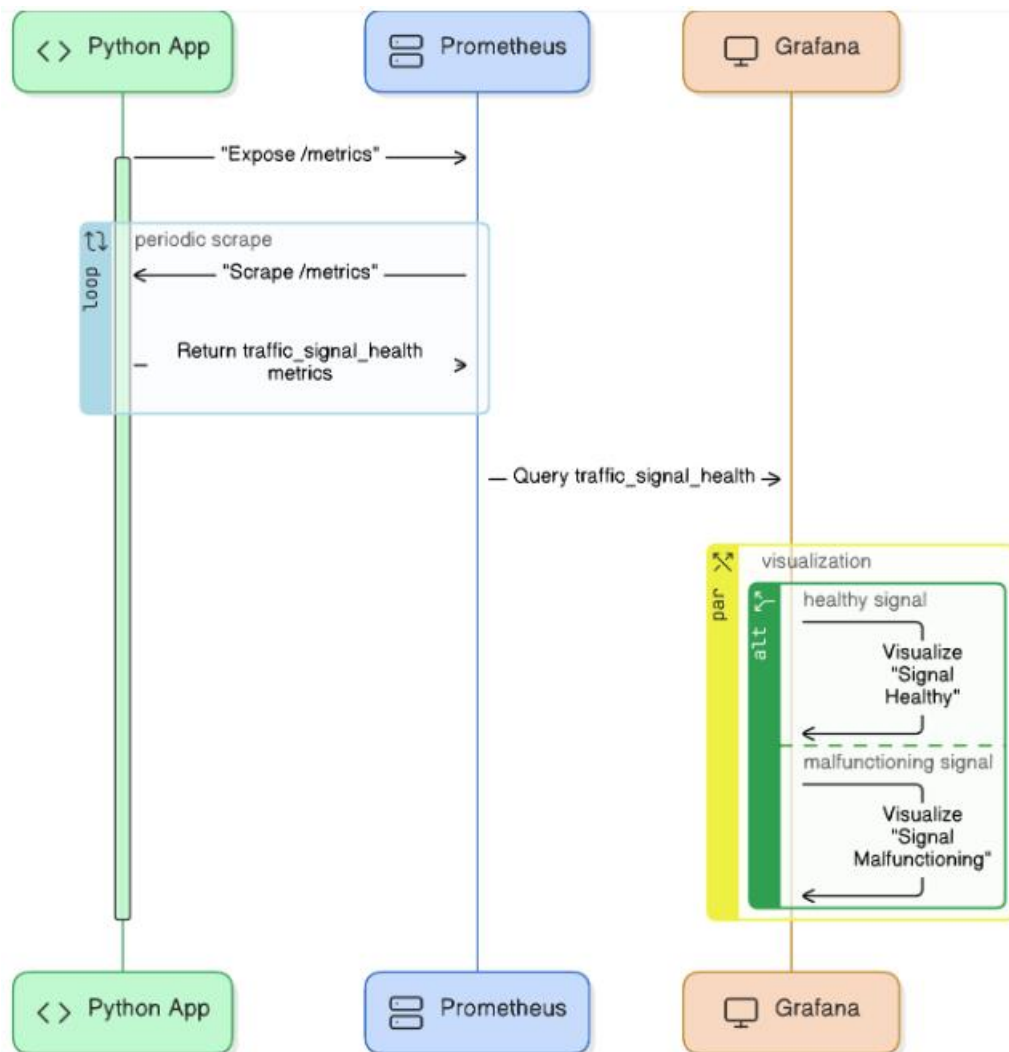 Python App
Prometheus
Grafana
"Expose /metrics"
loop
periodic scrape
"Scrape /metrics"
Return traffic_signal_health
metrics
Query traffic_signal_health
par
visualization
alt
healthy signal
Visualize
"Signal
Healthy"
malfunctioning signal
Visualize
"Signal
Malfunctioning"
Python App
Prometheus
Grafana